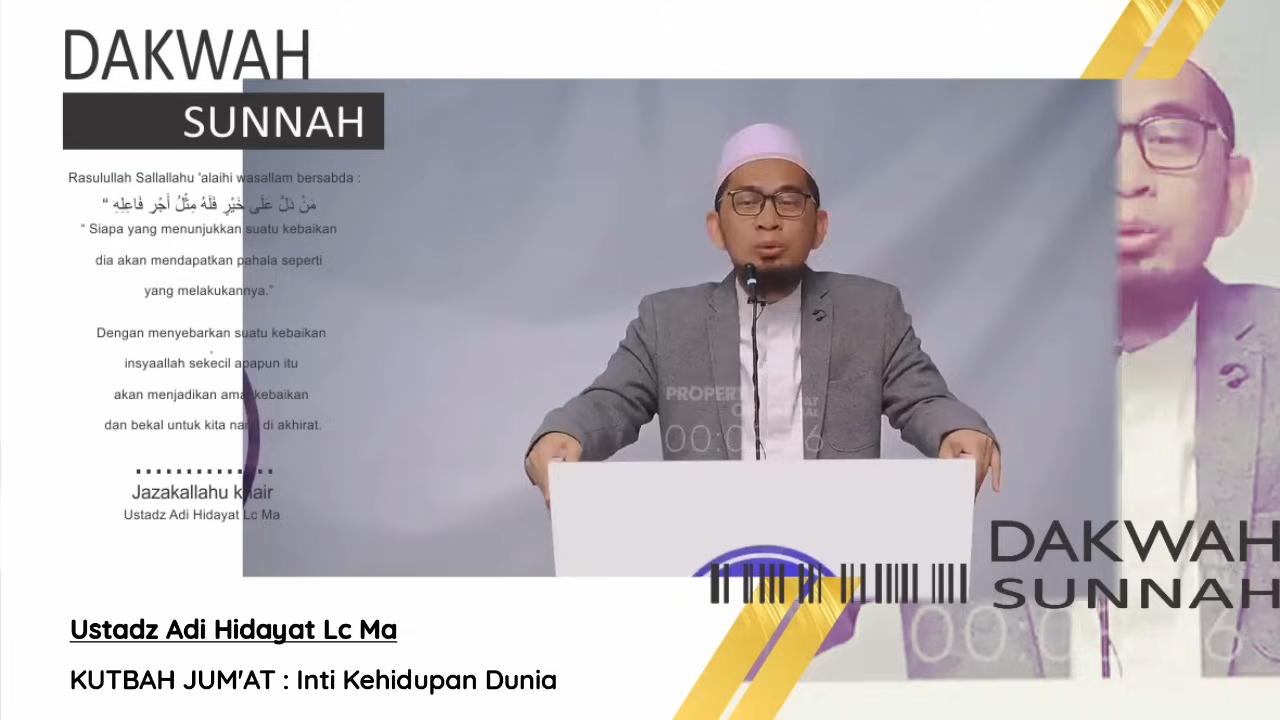 DAKWAH
SUNNAH
Rasulullah Sallallahu 'alaihi wasallam bersabda :
“ مَنْ دَلَّ عَلَى خَيْرٍ فَلَهُ مِثْلُ أَجْرِ فَاعِلِهِ
“ Siapa yang menunjukkan suatu kebaikan
dia akan mendapatkan pahala seperti
yang melakukannya.”
Dengan menyebarkan suatu kebaikan
insyaallah sekecil apapun itu
akan menjadikan amal kebaikan
dan bekal untuk kita nanti di akhirat.
Jazakallahu khair
Ustadz Adi Hidayat Lc Ma
PROPERT
DAKWAH
SUNNAH
Ustadz Adi Hidayat Lc Ma
KUTBAH JUM'AT : Inti Kehidupan Dunia